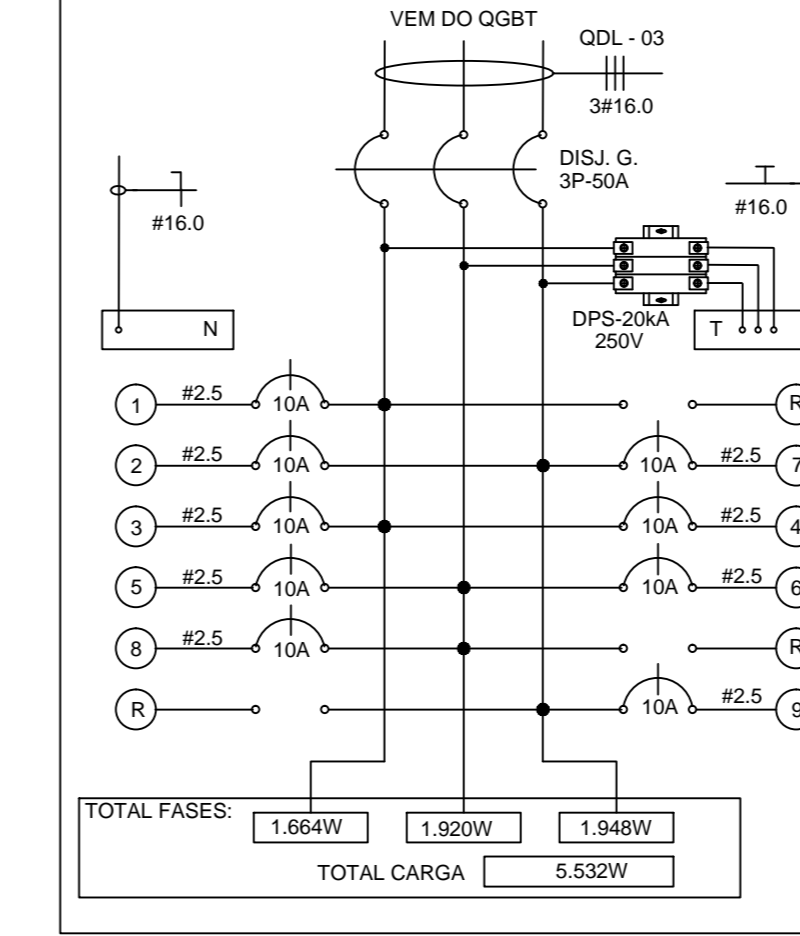 VEM DO QGBT
QDL - 03
3#16.0
DISJ. G.
3P-50A
#16.0
#16.0
N
DPS-20kA
250V
T
1 #2.5 10A R
2 #2.5 10A 10A #2.5 7
3 #2.5 10A 10A #2.5 4
5 #2.5 10A 10A #2.5 6
8 #2.5 10A R
R 10A #2.5 9
TOTAL FASES:
1.664W 1.920W 1.948W
TOTAL CARGA 5.532W